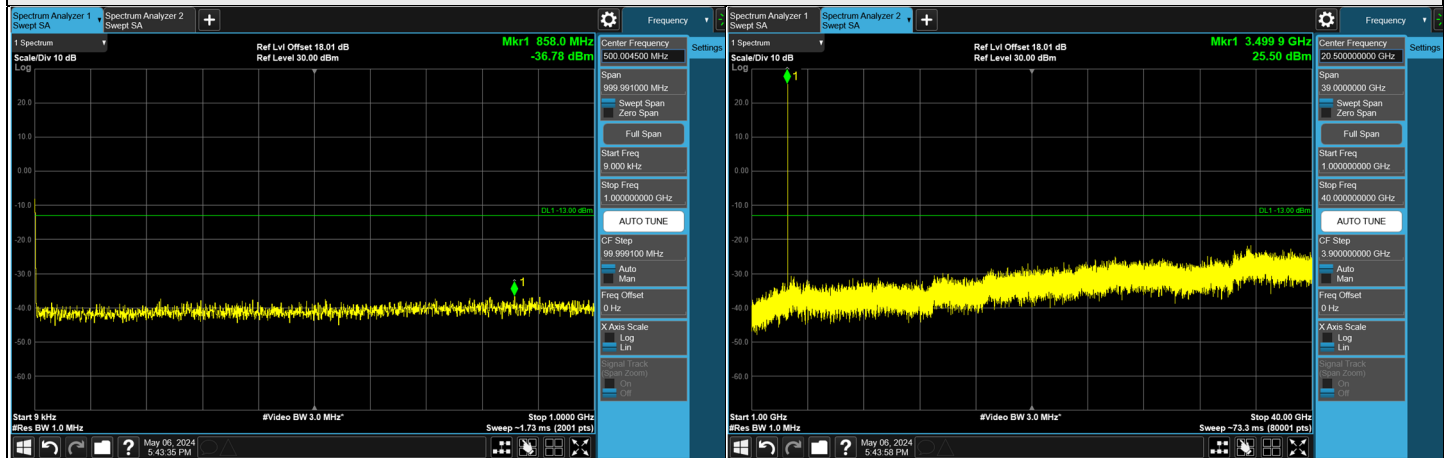 Spectrum Analyzer 1
Swept SA
Spectrum Analyzer 2
Swept SA
Frequency
1 Spectrum
Scale/Div 10 dB
Log
Ref Lvl Offset 18.01 dB
Ref Level 30.00 dBm
Mkr1 858.0 MHz
-36.78 dBm
1
20.0
10.0
0.00
-10.0
-20.0
-30.0
-40.0
-50.0
-60.0
DL1 -13.00 dBm
Start 9 kHz
#Res BW 1.0 MHz
#Video BW 3.0 MHz*
Stop 1.0000 GHz
Sweep ~1.73 ms (2001 pts)
Center Frequency
500.004500 MHz
Settings
Span
999.991000 MHz
Swept Span
Zero Span
Full Span
Start Freq
9.000 kHz
Stop Freq
1.000000000 GHz
AUTO TUNE
CF Step
99.999100 MHz
Auto
Man
Freq Offset
0 Hz
X Axis Scale
Log
Lin
Signal Track
(Span Zoom)
On
Off
?
May 06, 2024
5:43:35 PM
Spectrum Analyzer 1
Swept SA
Spectrum Analyzer 2
Swept SA
Frequency
1 Spectrum
Scale/Div 10 dB
Log
Ref Lvl Offset 18.01 dB
Ref Level 30.00 dBm
Mkr1 3.499 9 GHz
25.50 dBm
1
20.0
10.0
0.00
-10.0
-20.0
-30.0
-40.0
-50.0
-60.0
DL1 -13.00 dBm
Start 1.00 GHz
#Res BW 1.0 MHz
#Video BW 3.0 MHz*
Stop 40.00 GHz
Sweep ~73.3 ms (80001 pts)
Center Frequency
20.500000000 GHz
Settings
Span
39.0000000 GHz
Swept Span
Zero Span
Full Span
Start Freq
1.000000000 GHz
Stop Freq
40.000000000 GHz
AUTO TUNE
CF Step
3.900000000 GHz
Auto
Man
Freq Offset
0 Hz
X Axis Scale
Log
Lin
Signal Track
(Span Zoom)
On
Off
?
May 06, 2024
5:43:58 PM